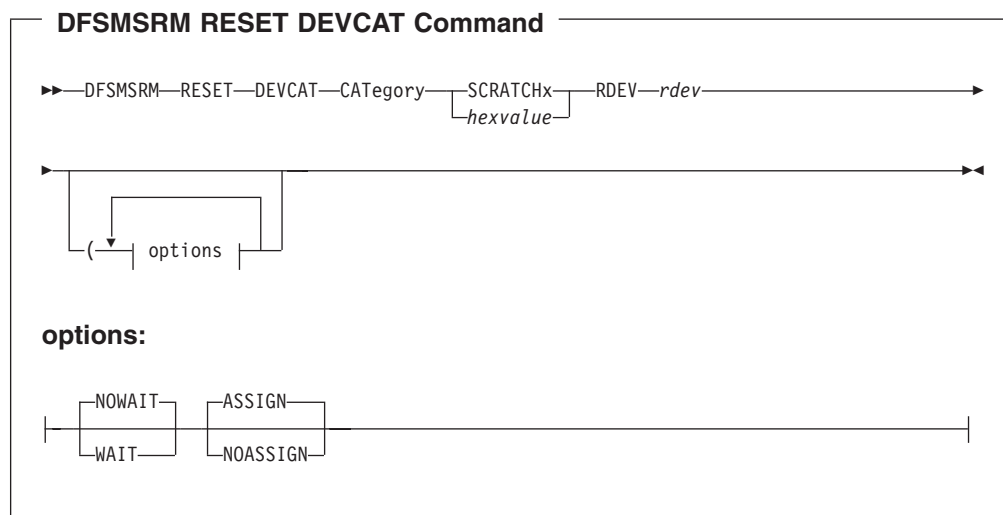 DFSMSRM RESET DEVCAT Command
DFSMSRM RESET DEVCAT CATegory SCRATCHx RDEV rdev
hexvalue
( options
options:
NOWAIT ASSIGN
WAIT NOASSIGN